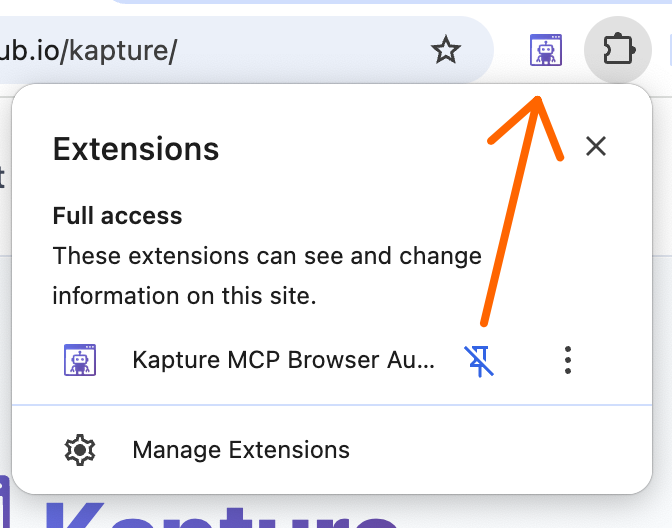 ub.io/kapture/
Extensions
Full access
These extensions can see and change
information on this site.
Kapture MCP Browser Au...
Manage Extensions
Kapture